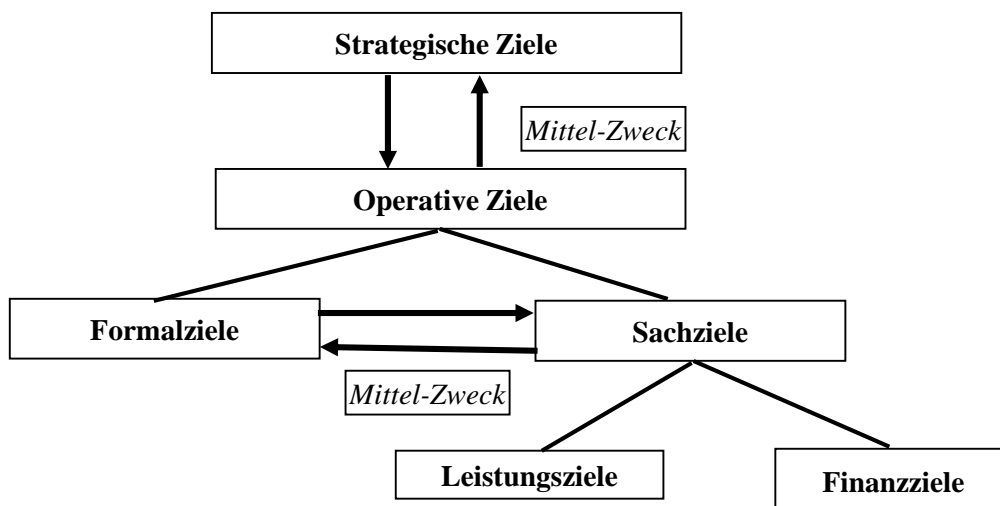 Strategische Ziele
Mittel-Zweck
Operative Ziele
Formalziele
Sachziele
Mittel-Zweck
Leistungsziele
Finanzziele